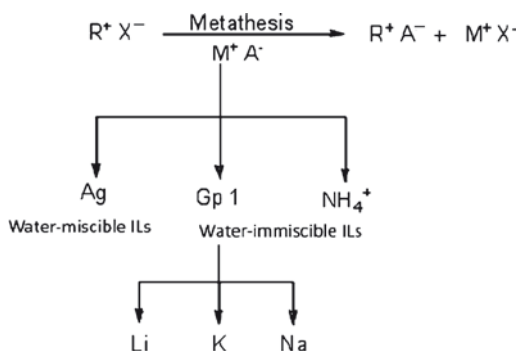 R⁺ X⁻ Metathesis R⁺ A⁻ + M⁺ X⁻
M⁺ A⁻
Ag Gp 1 NH₄⁺
Water-miscible ILs Water-immiscible ILs
Li K Na